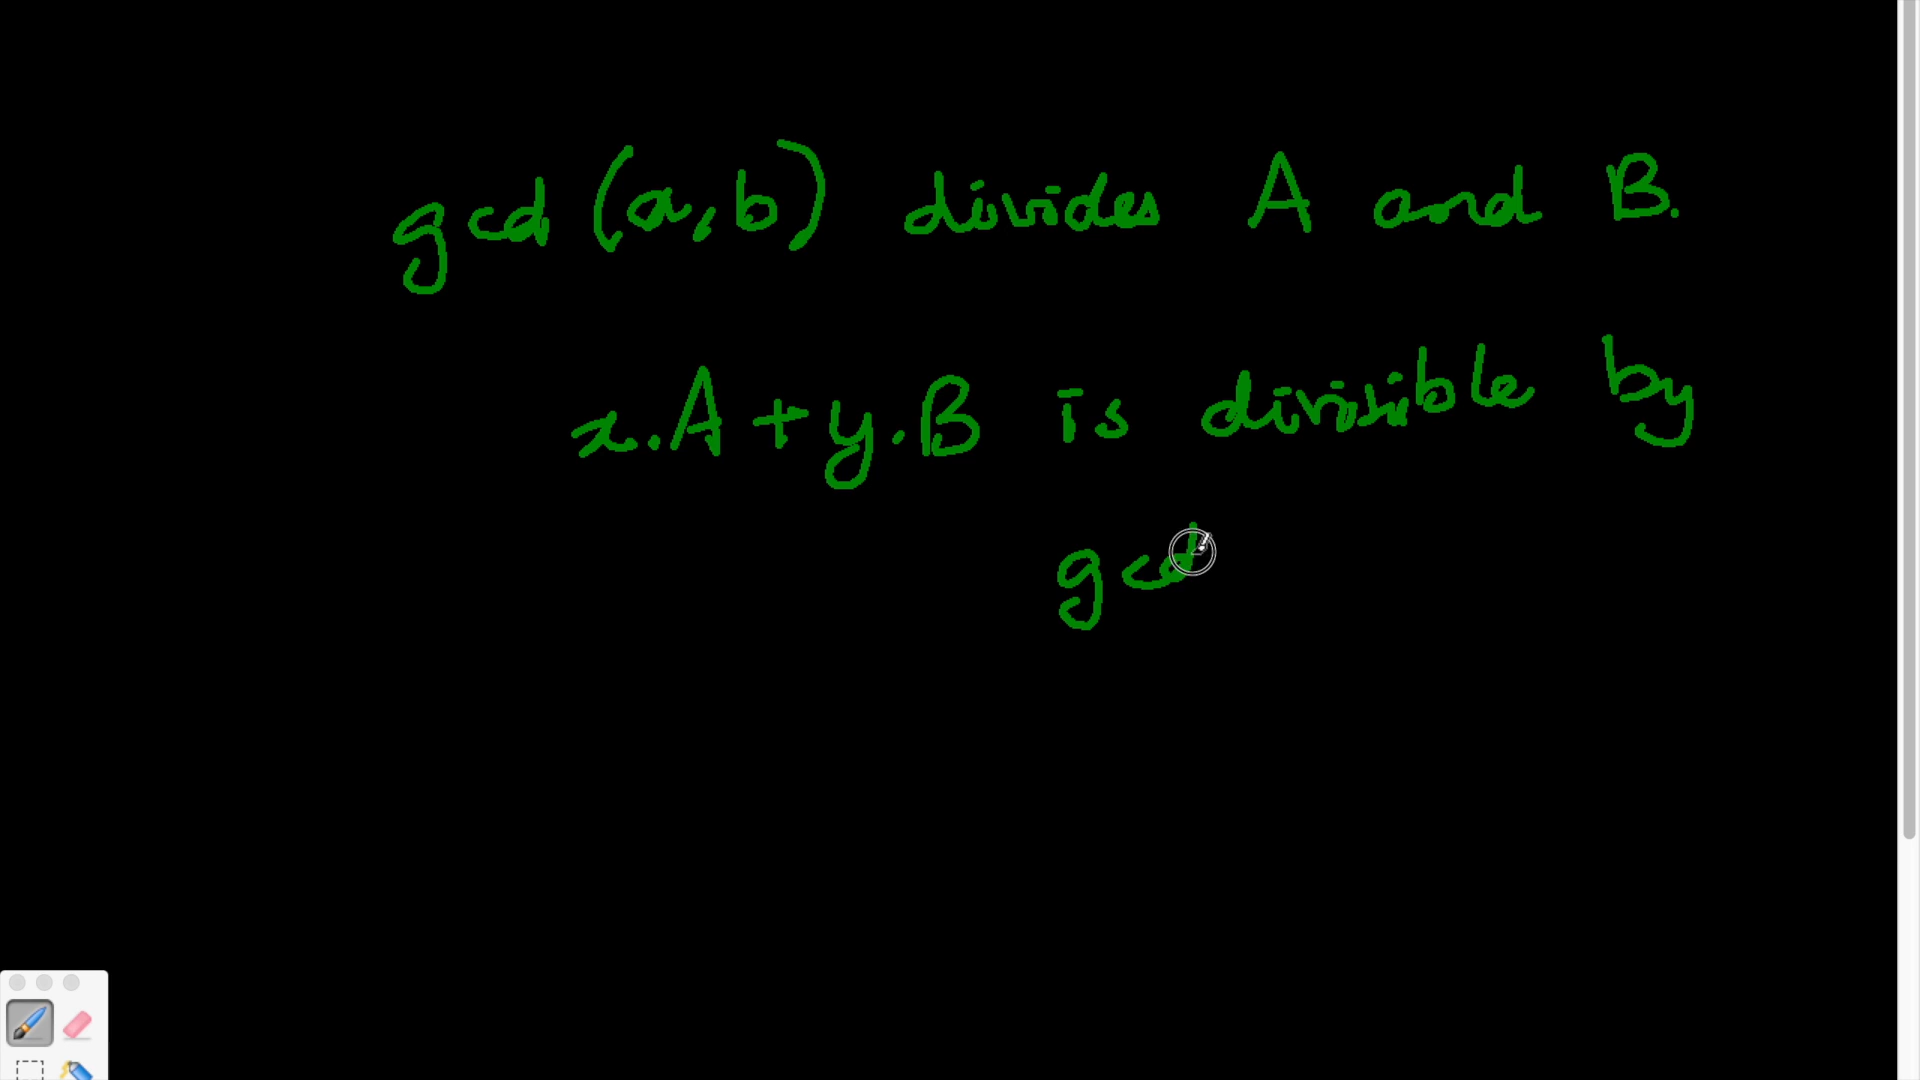 gcd (a,b) divides A and B.
x.A + y.B is divisible by
gcd